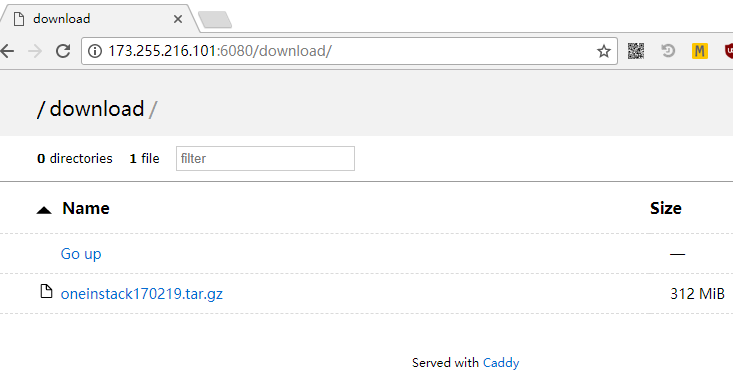 download
173.255.216.101:6080/download/
M
/ download /
0 directories 1 file filter
Name Size
Go up —
oneinstack170219.tar.gz 312 MiB
Served with Caddy